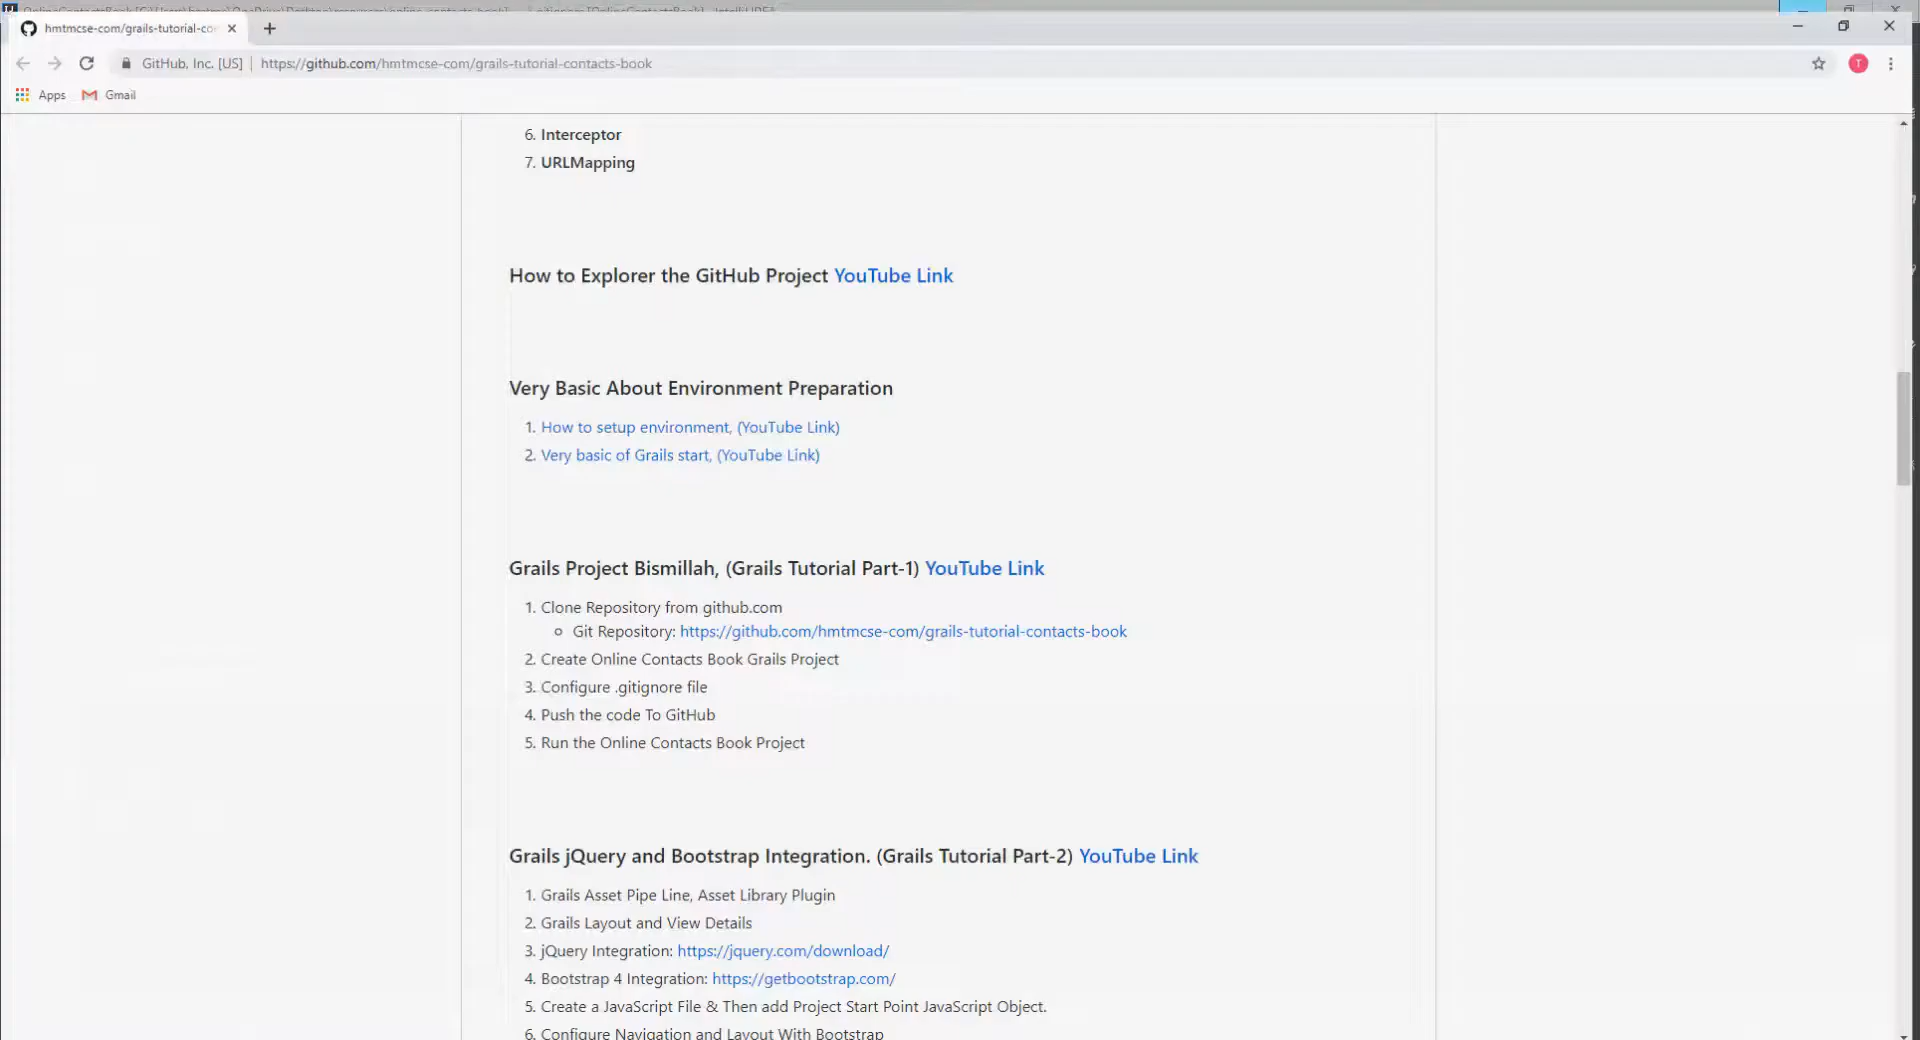 hmtmcse-com/grails-tutorial-co
GitHub, Inc. [US]
https://github.com/hmtmcse-com/grails-tutorial-contacts-book
T
Apps
Gmail
6. Interceptor
7. URLMapping
How to Explorer the GitHub Project YouTube Link
Very Basic About Environment Preparation
1. How to setup environment, (YouTube Link)
2. Very basic of Grails start, (YouTube Link)
Grails Project Bismillah, (Grails Tutorial Part-1) YouTube Link
1. Clone Repository from github.com
Git Repository: https://github.com/hmtmcse-com/grails-tutorial-contacts-book
2. Create Online Contacts Book Grails Project
3. Configure .gitignore file
4. Push the code To GitHub
5. Run the Online Contacts Book Project
Grails jQuery and Bootstrap Integration. (Grails Tutorial Part-2) YouTube Link
1. Grails Asset Pipe Line, Asset Library Plugin
2. Grails Layout and View Details
3. jQuery Integration: https://jquery.com/download/
4. Bootstrap 4 Integration: https://getbootstrap.com/
5. Create a JavaScript File & Then add Project Start Point JavaScript Object.
6. Configure Navigation and Layout With Bootstrap